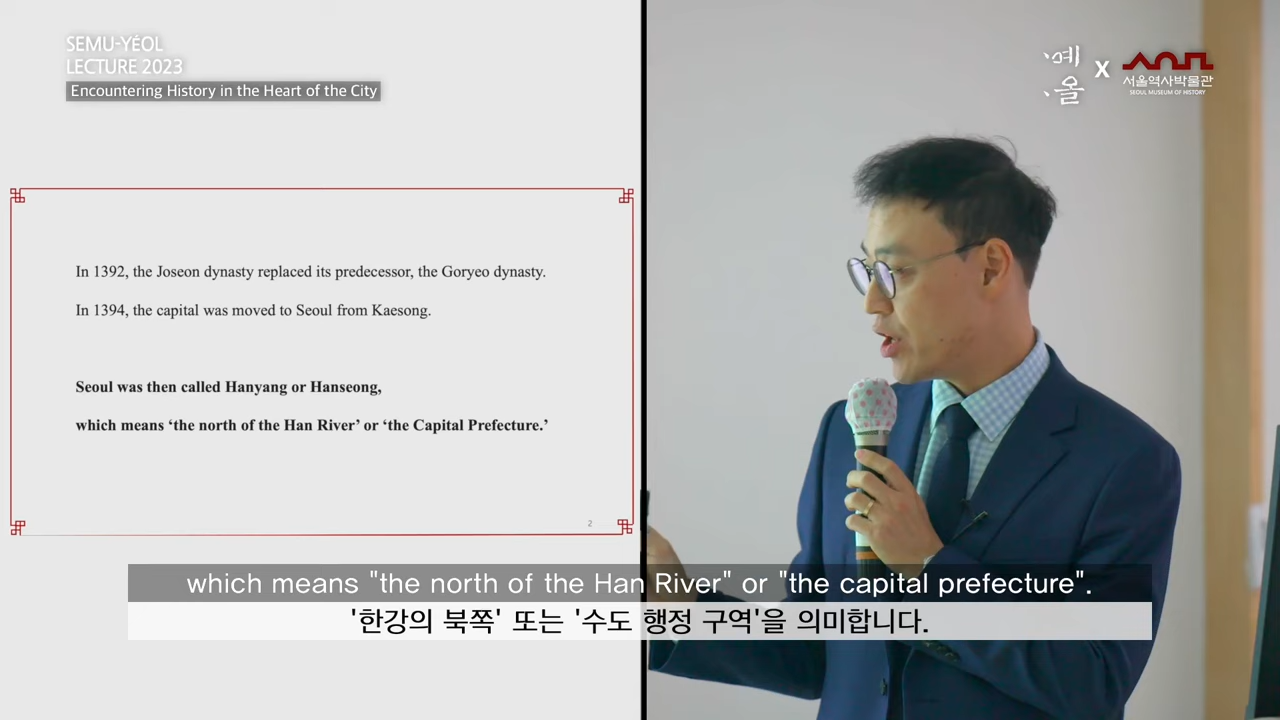 SEMU-YÉOL
LECTURE 2023
Encountering History in the Heart of the City
예올
X
서울역사박물관
SEOUL MUSEUM OF HISTORY
In 1392, the Joseon dynasty replaced its predecessor, the Goryeo dynasty.
In 1394, the capital was moved to Seoul from Kaesong.
Seoul was then called Hanyang or Hanseong,
which means ‘the north of the Han River’ or ‘the Capital Prefecture.’
2
which means "the north of the Han River" or "the capital prefecture".
'한강의 북쪽' 또는 '수도 행정 구역'을 의미합니다.